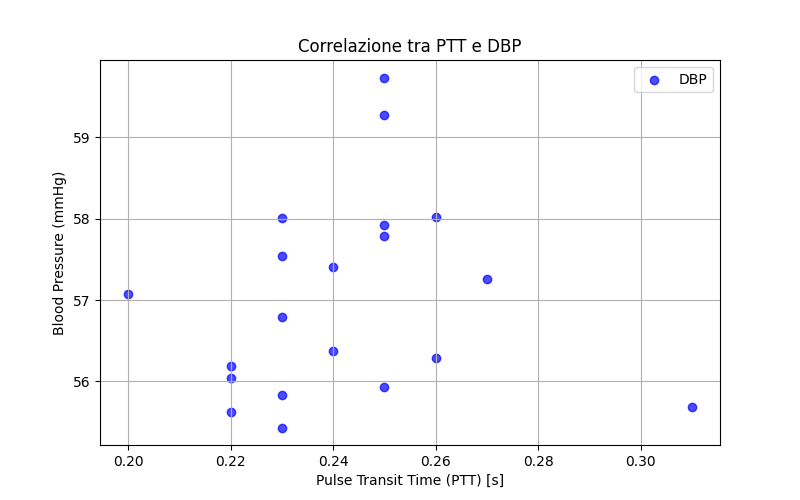 Correlazione tra PTT e DBP
DBP
Blood Pressure (mmHg)
59
58
57
56
0.20 0.22 0.24 0.26 0.28 0.30
Pulse Transit Time (PTT) [s]